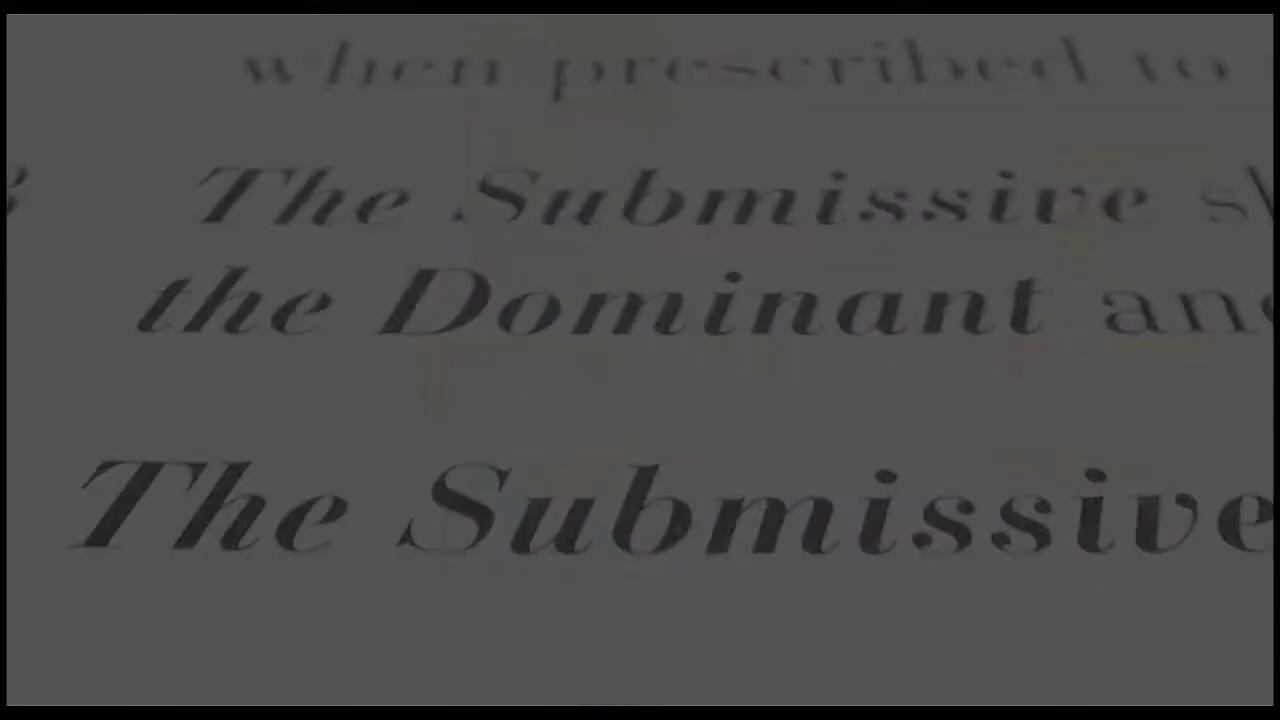 when prescribed to
The Submissive
the Dominant
The Submissive